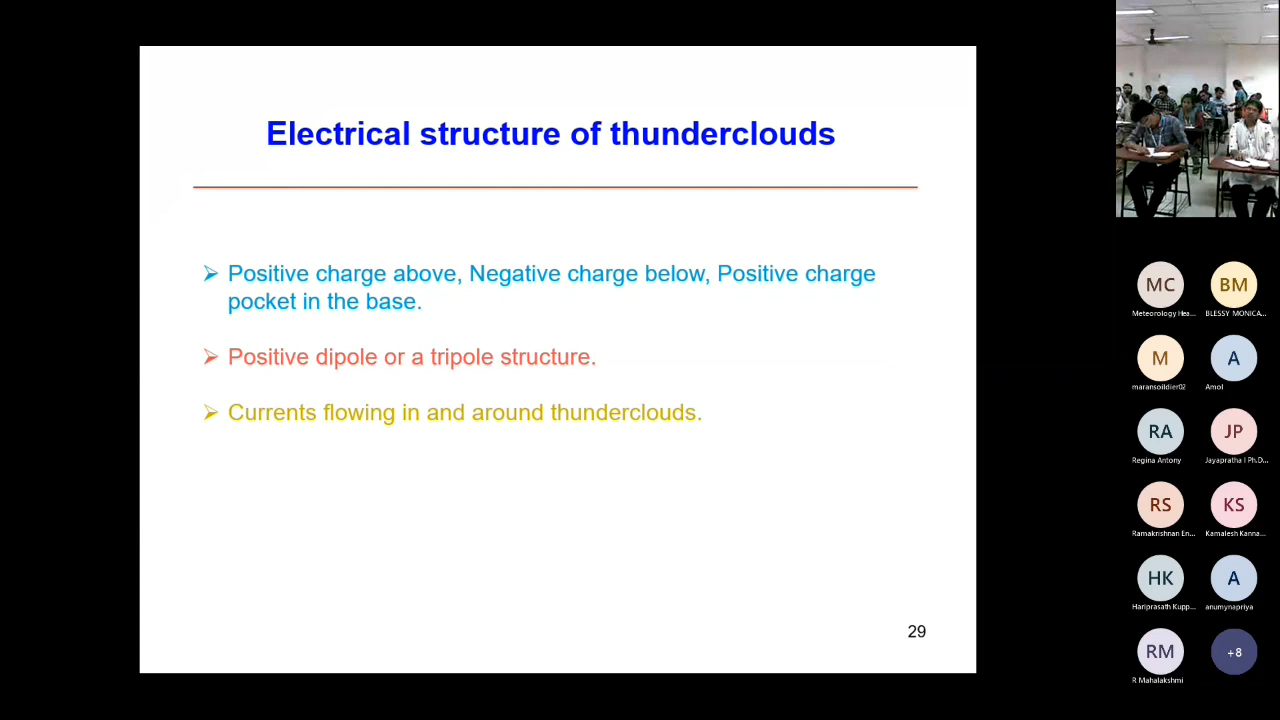 Electrical structure of thunderclouds
➢ Positive charge above, Negative charge below, Positive charge
pocket in the base.
➢ Positive dipole or a tripole structure.
➢ Currents flowing in and around thunderclouds.
29
MC
BM
Meteorology Hea...
BLESSY MONICA...
M
A
maransoildier02
Amol
RA
JP
Regina Antony
Jayapratha I Ph.D...
RS
KS
Ramakrishnan En...
Kamalesh Kanna...
HK
A
Hariprasath Kupp...
anumynapriya
RM
+8
R Mahalakshmi